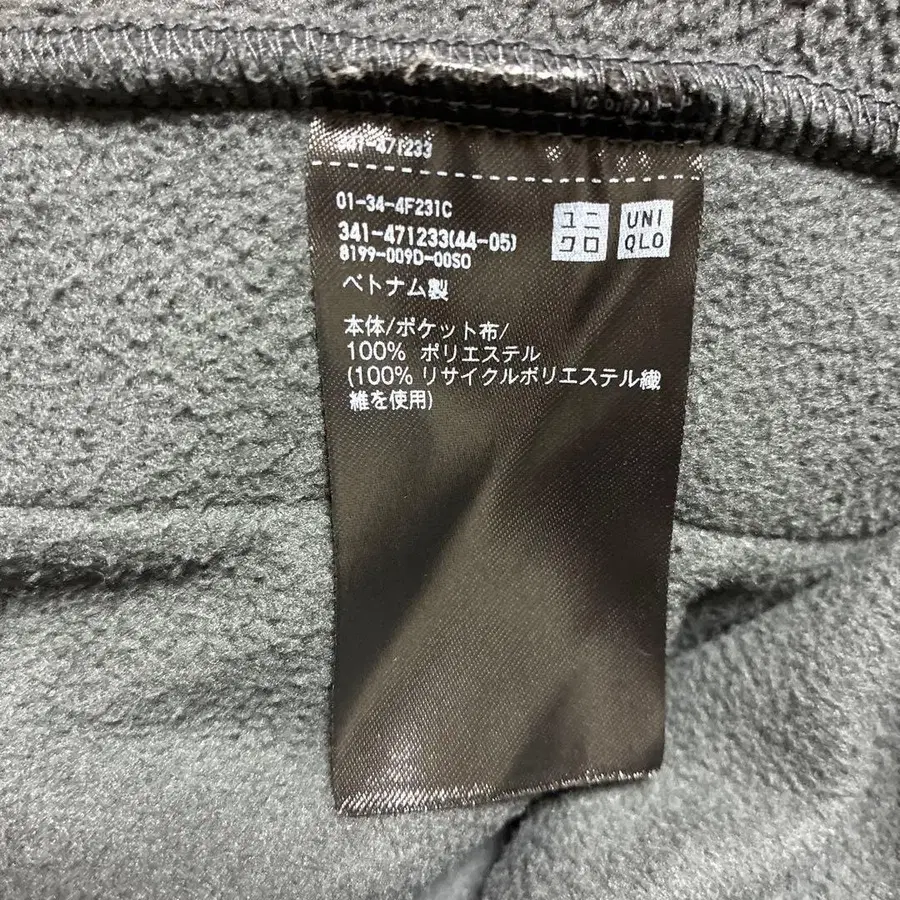 341-471233
01-34-4F231C
341-471233(44-05)
8199-009D-00S0
ユニ
クロ
UNI
QLO
ベトナム製
本体/ポケット布/
100% ポリエステル
(100% リサイクルポリエステル繊
維を使用)